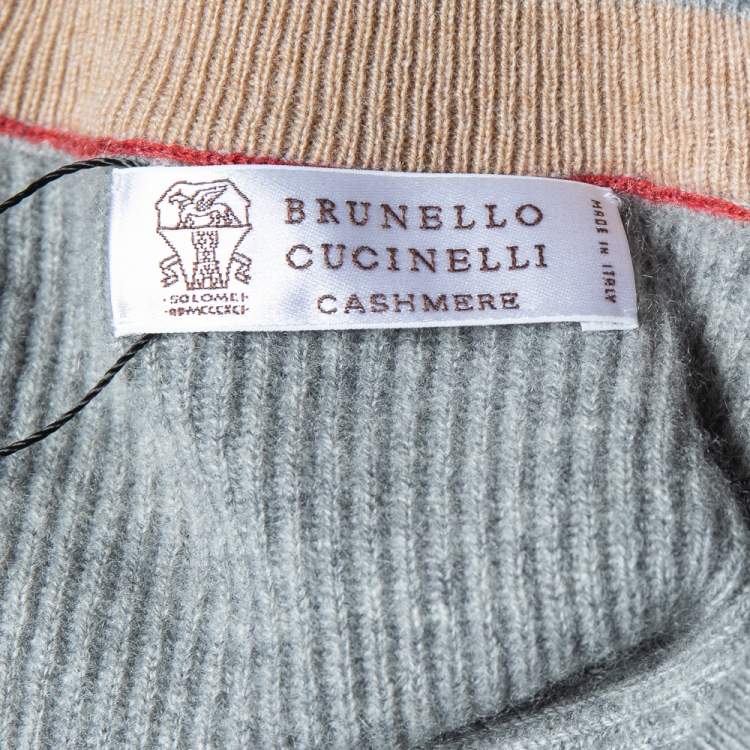 BRUNELLO
CUCINELLI
CASHMERE
MADE IN ITALY
·SOLOMEI·